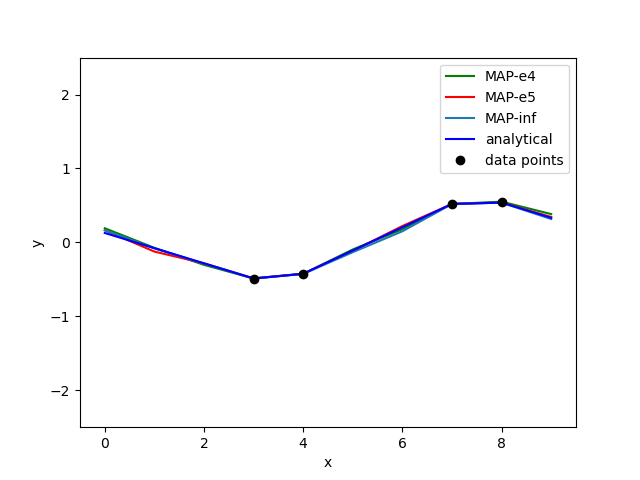 MAP-e4
MAP-e5
MAP-inf
analytical
data points
2
1
0
−1
−2
y
0 2 4 6 8
x